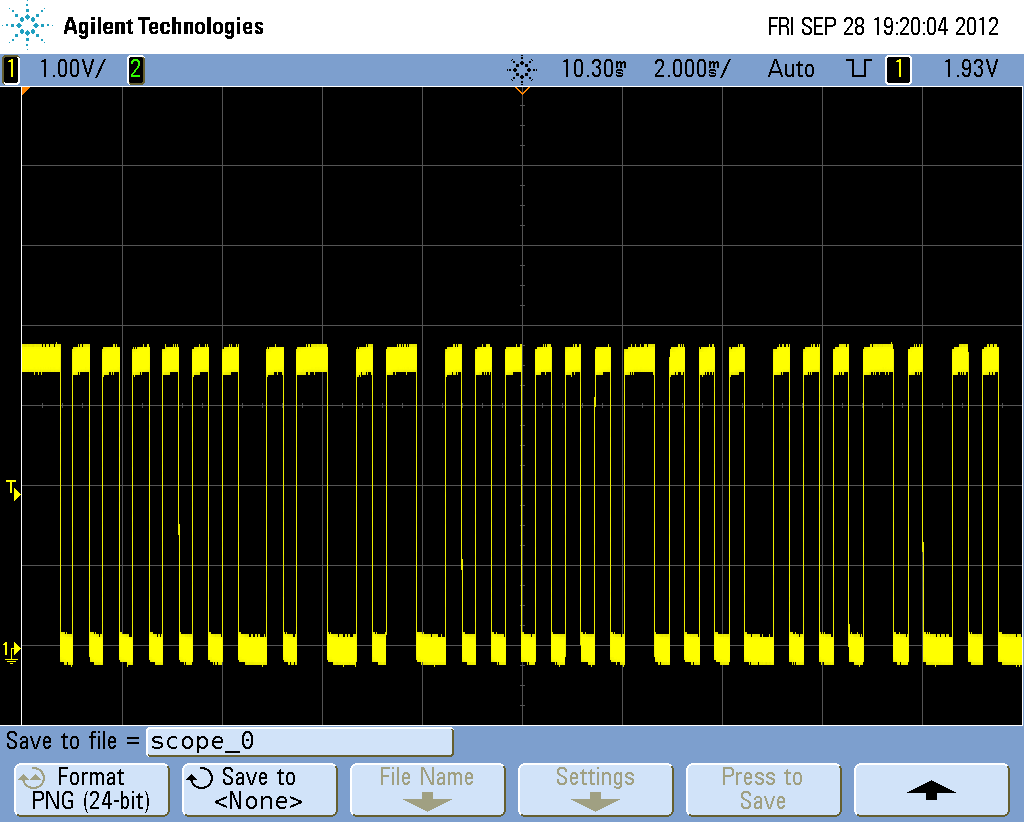 Agilent Technologies FRI SEP 28 19:20:04 2012
1 1.00V/ 2 10.30ms 2.000ms/ Auto 1 1.93V
T
1
Save to file = scope_0
Format Save to File Name Settings Press to
PNG (24-bit) <None> Save